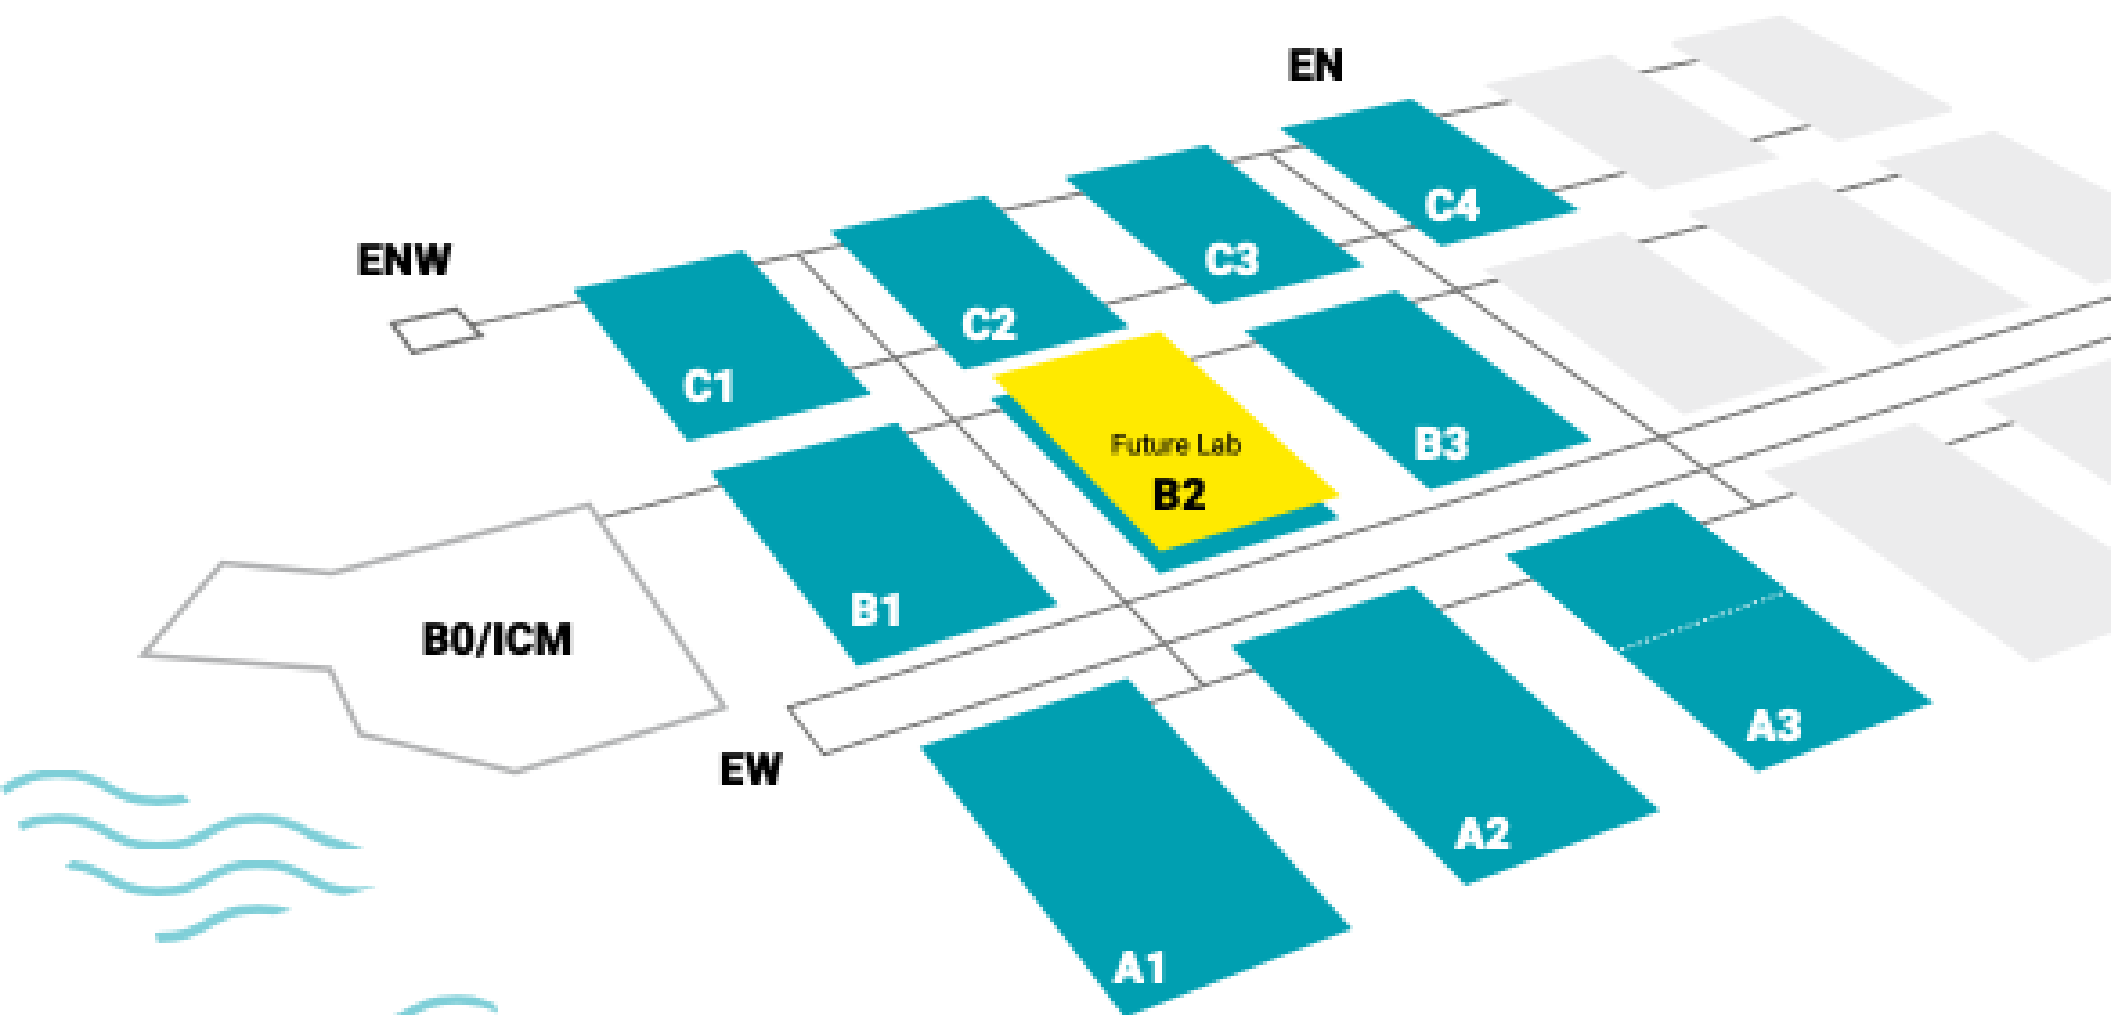 EN
ENW
C4
C3
C2
C1
Future Lab
B2
B3
B1
B0/ICM
EW
A3
A2
A1